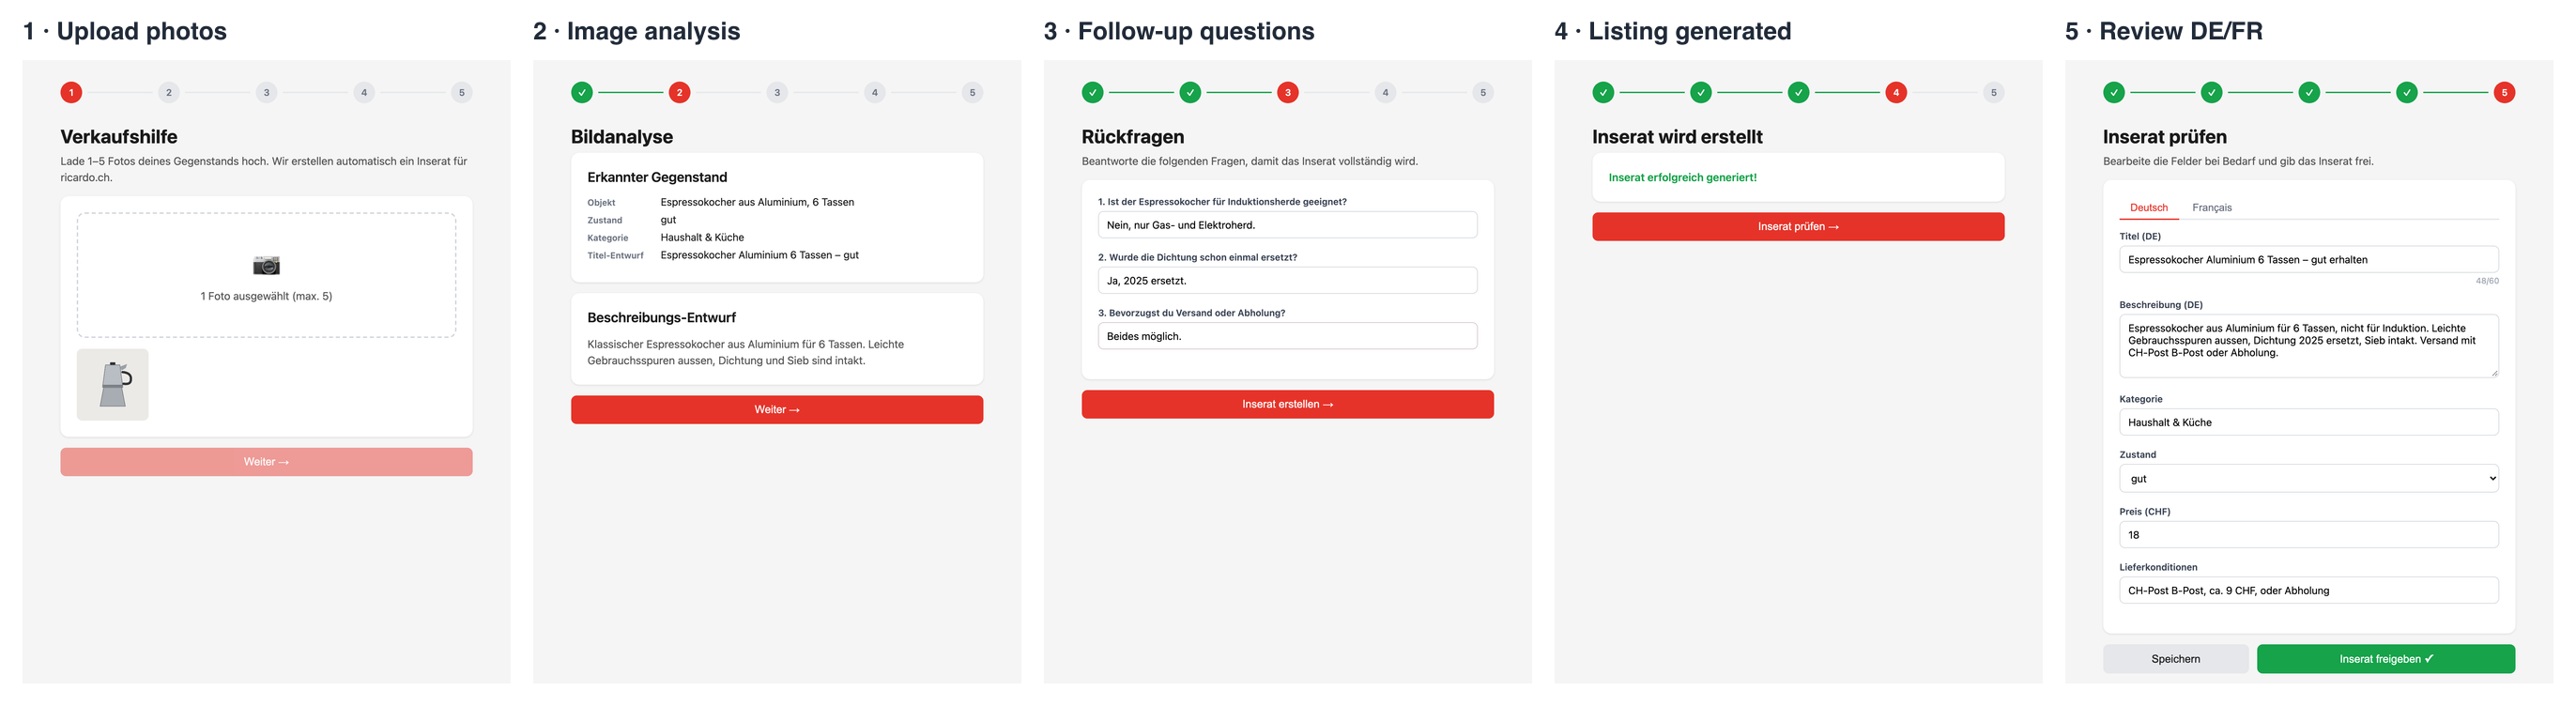 1 · Upload photos
1
2
3
4
5
Verkaufshilfe
Lade 1–5 Fotos deines Gegenstands hoch. Wir erstellen automatisch ein Inserat für
ricardo.ch.
1 Foto ausgewählt (max. 5)
Weiter →
2 · Image analysis
✓
2
3
4
5
Bildanalyse
Erkannter Gegenstand
Objekt Espressokocher aus Aluminium, 6 Tassen
Zustand gut
Kategorie Haushalt & Küche
Titel-Entwurf Espressokocher Aluminium 6 Tassen – gut
Beschreibungs-Entwurf
Klassischer Espressokocher aus Aluminium für 6 Tassen. Leichte
Gebrauchsspuren aussen, Dichtung und Sieb sind intakt.
Weiter →
3 · Follow-up questions
✓
✓
3
4
5
Rückfragen
Beantworte die folgenden Fragen, damit das Inserat vollständig wird.
1. Ist der Espressokocher für Induktionsherde geeignet?
Nein, nur Gas- und Elektroherd.
2. Wurde die Dichtung schon einmal ersetzt?
Ja, 2025 ersetzt.
3. Bevorzugst du Versand oder Abholung?
Beides möglich.
Inserat erstellen →
4 · Listing generated
✓
✓
✓
4
5
Inserat wird erstellt
Inserat erfolgreich generiert!
Inserat prüfen →
5 · Review DE/FR
✓
✓
✓
✓
5
Inserat prüfen
Bearbeite die Felder bei Bedarf und gib das Inserat frei.
Deutsch Français
Titel (DE)
Espressokocher Aluminium 6 Tassen – gut erhalten
48/60
Beschreibung (DE)
Espressokocher aus Aluminium für 6 Tassen, nicht für Induktion. Leichte
Gebrauchsspuren aussen, Dichtung 2025 ersetzt, Sieb intakt. Versand mit
CH-Post B-Post oder Abholung.
Kategorie
Haushalt & Küche
Zustand
gut
Preis (CHF)
18
Lieferkonditionen
CH-Post B-Post, ca. 9 CHF, oder Abholung
Speichern
Inserat freigeben ✓